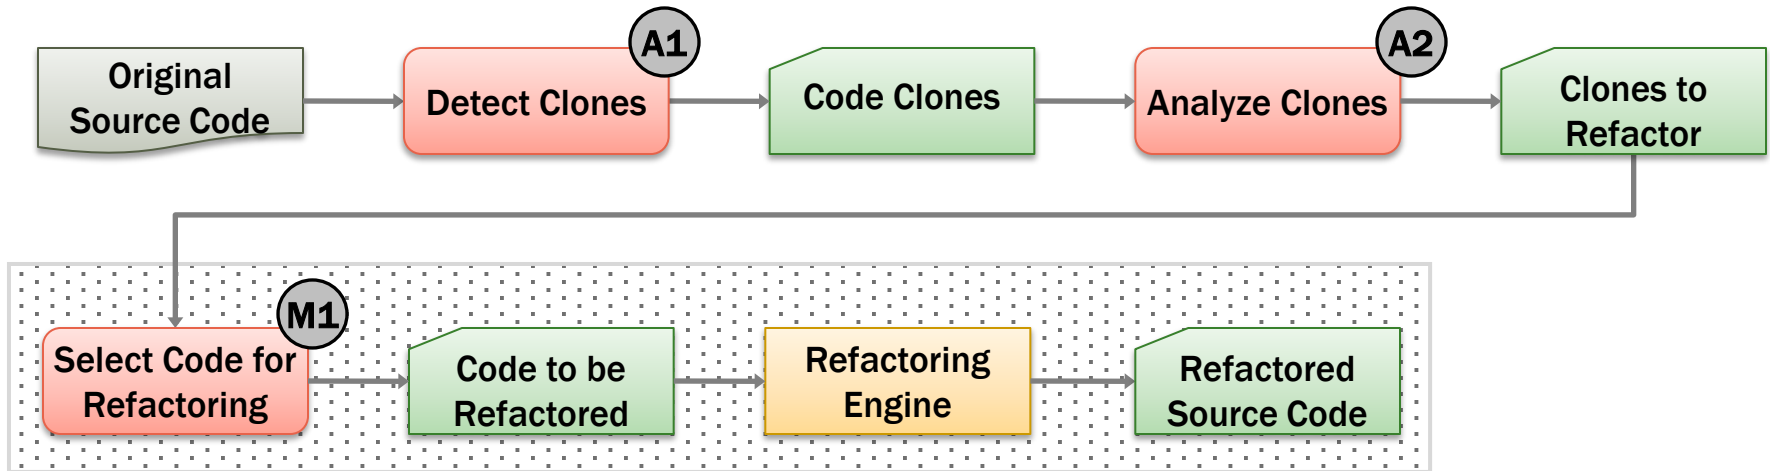 Original
Source Code
Detect Clones
A1
Code Clones
Analyze Clones
A2
Clones to
Refactor
Select Code for
Refactoring
M1
Code to be
Refactored
Refactoring
Engine
Refactored
Source Code